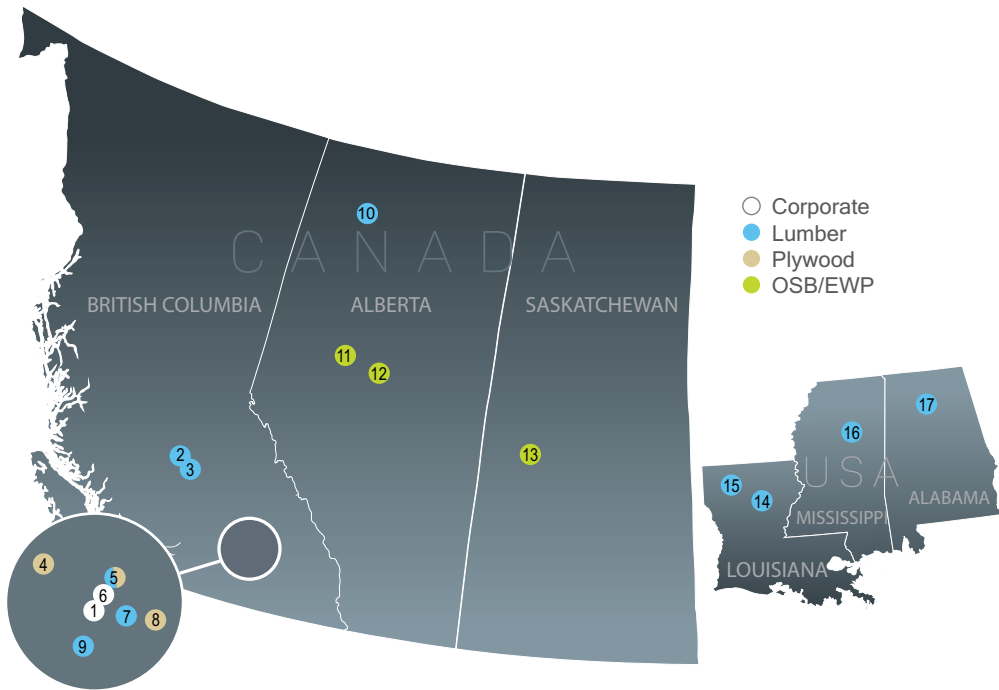 10
Corporate
Lumber
CANADA
Plywood
OSB/EWP
BRITISH COLUMBIA
ALBERTA
SASKATCHEWAN
11
12
17
16
2
13
3
USA
15
14
ALABAMA
MISSISSIPPI
4
LOUISIANA
5
6
1
7
8
9